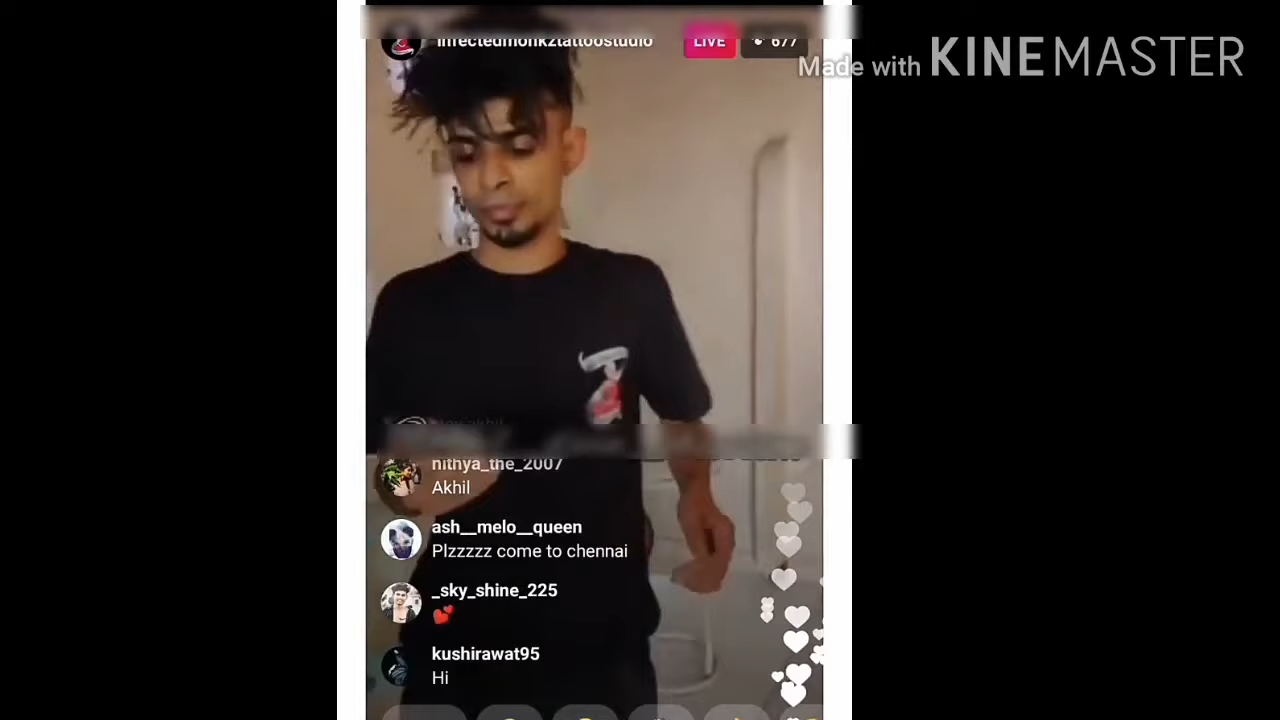 infectedmonkztattoostudio
LIVE
677
Made with KINEMASTER
nithya_the_2007
Akhil
ash__melo__queen
Plzzzzz come to chennai
_sky_shine_225
💕
kushirawat95
Hi